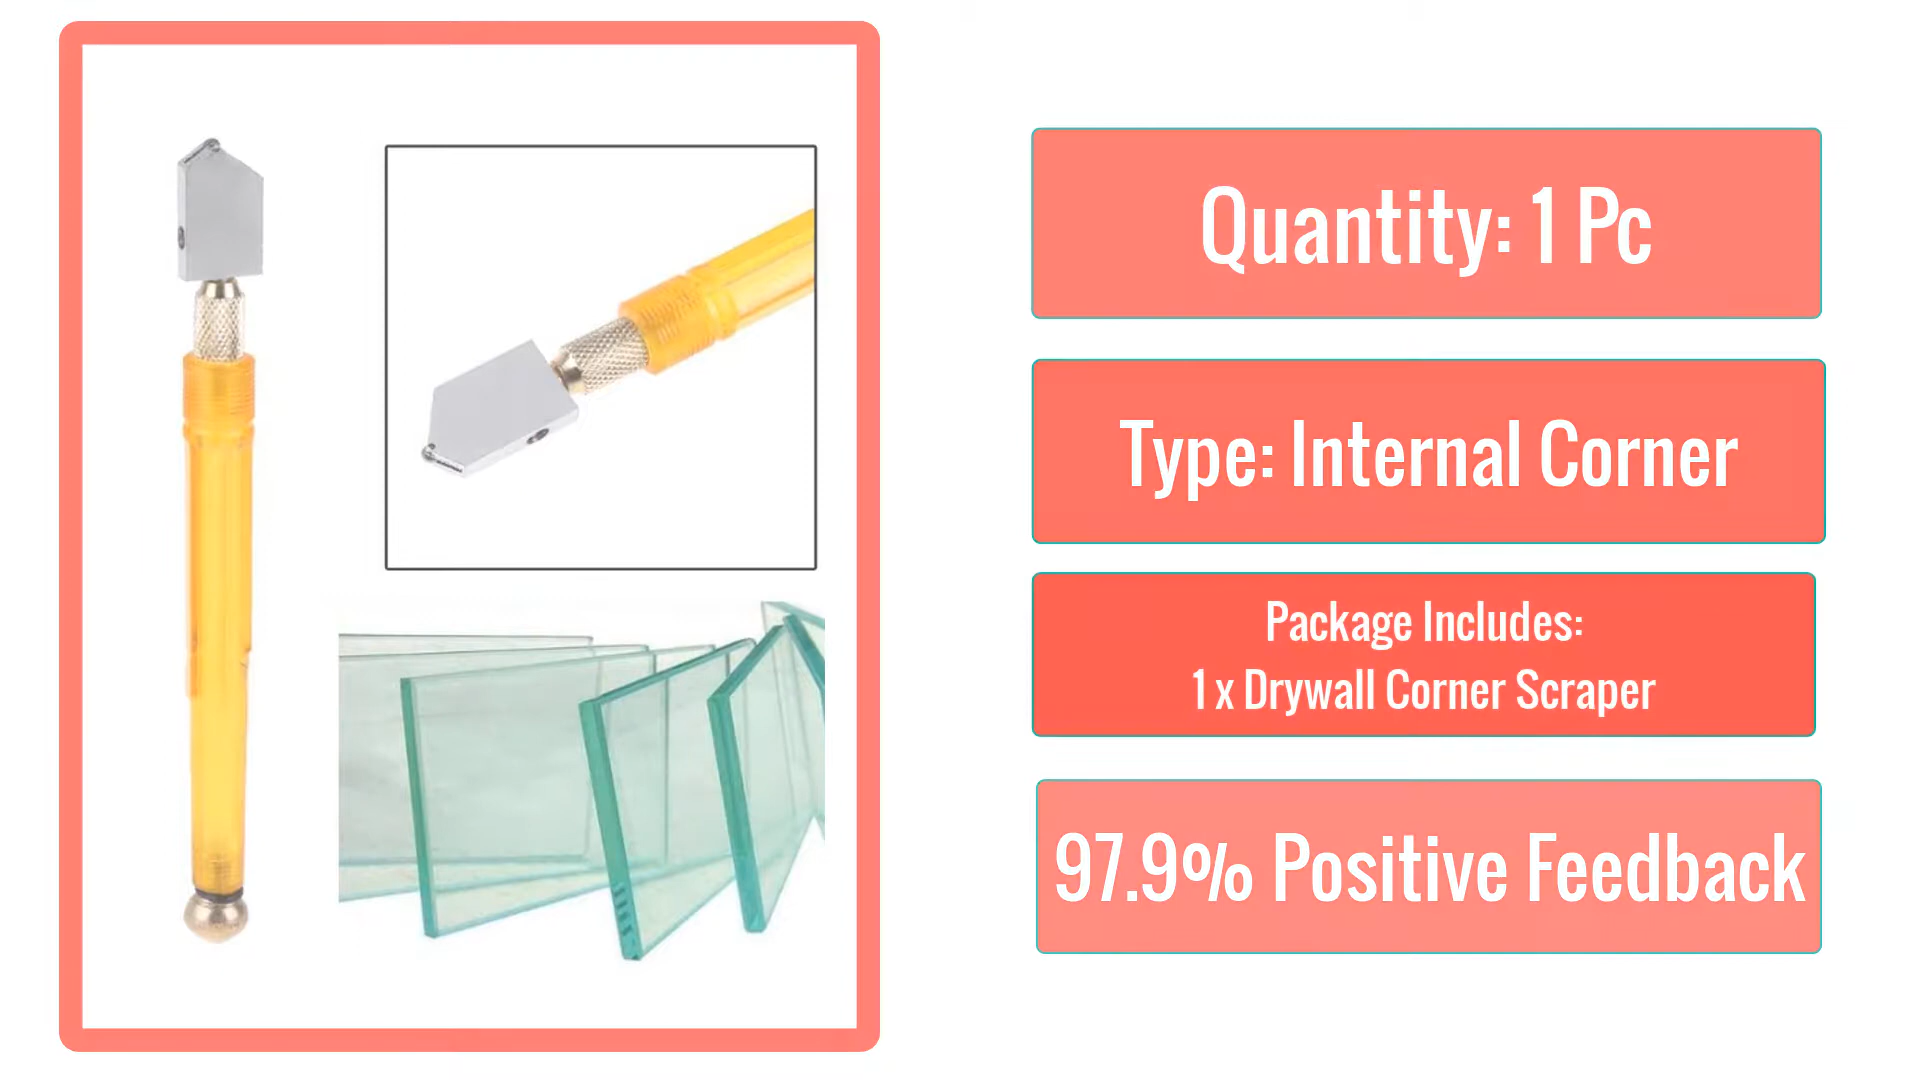 Quantity: 1 Pc
Type: Internal Corner
Package Includes:
1 x Drywall Corner Scraper
97.9% Positive Feedback